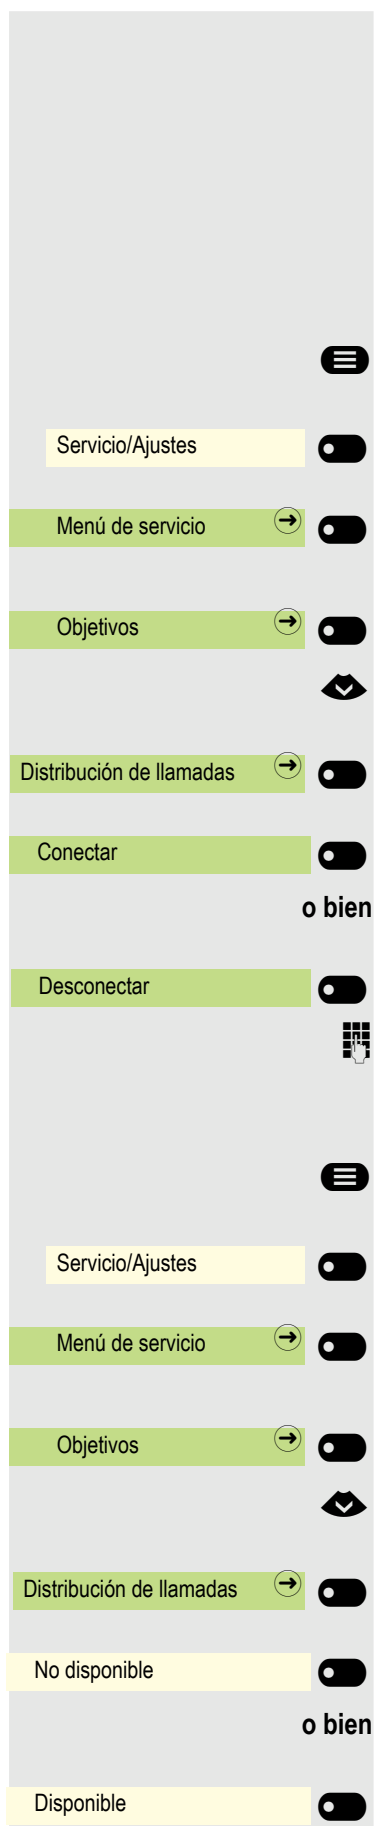 Servicio/Ajustes
Menú de servicio
Objetivos
Distribución de llamadas
Conectar
o bien
Desconectar
Servicio/Ajustes
Menú de servicio
Objetivos
Distribución de llamadas
No disponible
o bien
Disponible